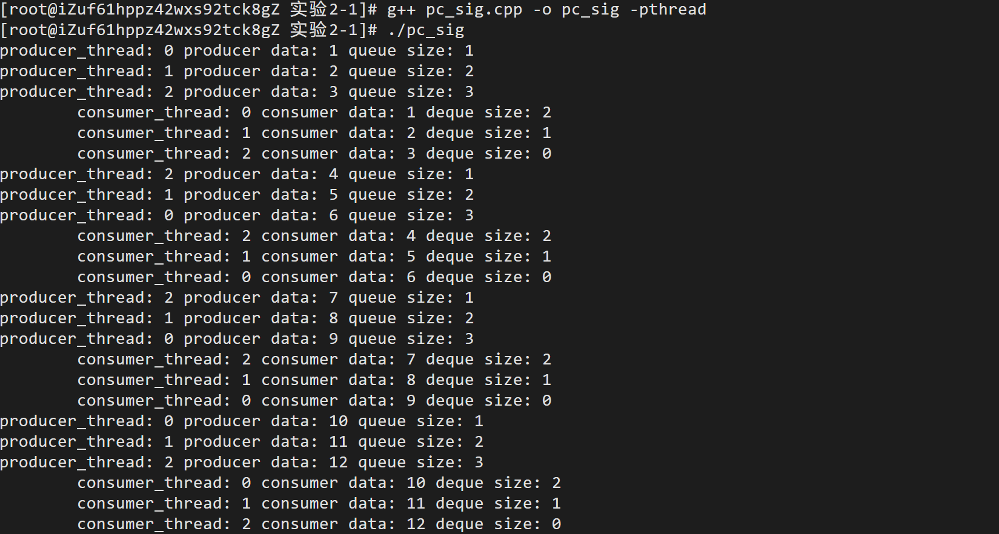 [root@iZuf61hppz42wxs92tck8gZ 实验2-1]# g++ pc_sig.cpp -o pc_sig -pthread
[root@iZuf61hppz42wxs92tck8gZ 实验2-1]# ./pc_sig
producer_thread: 0 producer data: 1 queue size: 1
producer_thread: 1 producer data: 2 queue size: 2
producer_thread: 2 producer data: 3 queue size: 3
        consumer_thread: 0 consumer data: 1 deque size: 2
        consumer_thread: 1 consumer data: 2 deque size: 1
        consumer_thread: 2 consumer data: 3 deque size: 0
producer_thread: 2 producer data: 4 queue size: 1
producer_thread: 1 producer data: 5 queue size: 2
producer_thread: 0 producer data: 6 queue size: 3
        consumer_thread: 2 consumer data: 4 deque size: 2
        consumer_thread: 1 consumer data: 5 deque size: 1
        consumer_thread: 0 consumer data: 6 deque size: 0
producer_thread: 2 producer data: 7 queue size: 1
producer_thread: 1 producer data: 8 queue size: 2
producer_thread: 0 producer data: 9 queue size: 3
        consumer_thread: 2 consumer data: 7 deque size: 2
        consumer_thread: 1 consumer data: 8 deque size: 1
        consumer_thread: 0 consumer data: 9 deque size: 0
producer_thread: 0 producer data: 10 queue size: 1
producer_thread: 1 producer data: 11 queue size: 2
producer_thread: 2 producer data: 12 queue size: 3
        consumer_thread: 0 consumer data: 10 deque size: 2
        consumer_thread: 1 consumer data: 11 deque size: 1
        consumer_thread: 2 consumer data: 12 deque size: 0